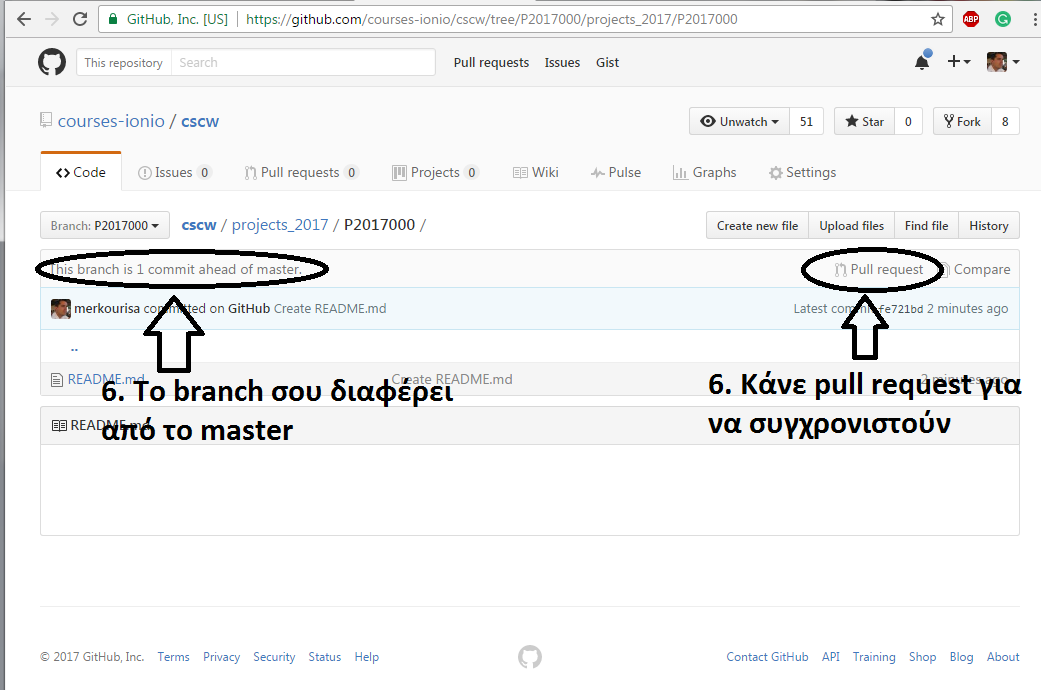 GitHub, Inc. [US] https://github.com/courses-ionio/cscw/tree/P2017000/projects_2017/P2017000
ABP G
This repository Search Pull requests Issues Gist
courses-ionio / cscw Unwatch 51 Star 0 Fork 8
Code Issues 0 Pull requests 0 Projects 0 Wiki Pulse Graphs Settings
Branch: P2017000 cscw / projects_2017 / P2017000 / Create new file Upload files Find file History
This branch is 1 commit ahead of master. Pull request Compare
merkourisa committed on GitHub Create README.md Latest commit fe721bd 2 minutes ago
..
README.md Create README.md 2 minutes ago
6. Το branch σου διαφέρει
από το master
6. Κάνε pull request για
να συγχρονιστούν
README.md
© 2017 GitHub, Inc. Terms Privacy Security Status Help Contact GitHub API Training Shop Blog About